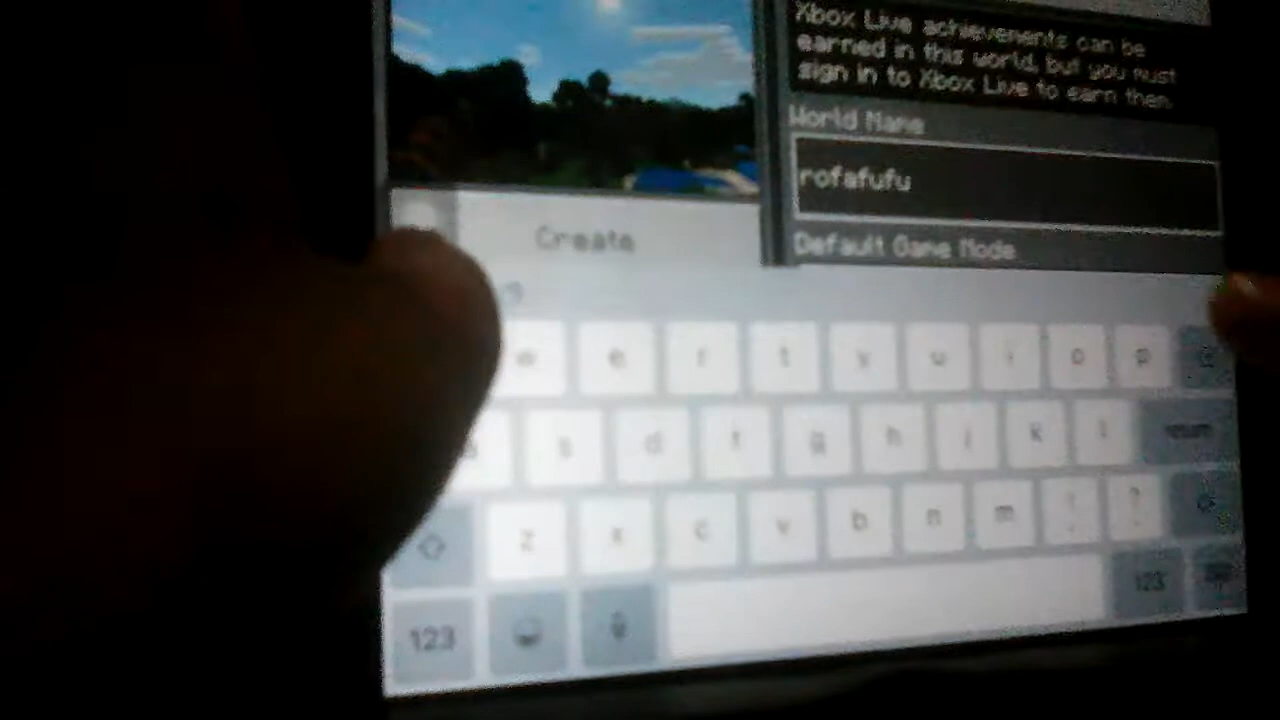 Xbox Live achievements can be
earned in this world, but you must
sign in to Xbox Live to earn them.
World Name
rofafufu
Default Game Mode
Create
w e r t y u i o p
s d f g h j k l return
z x c v b n m ! ?
123 123